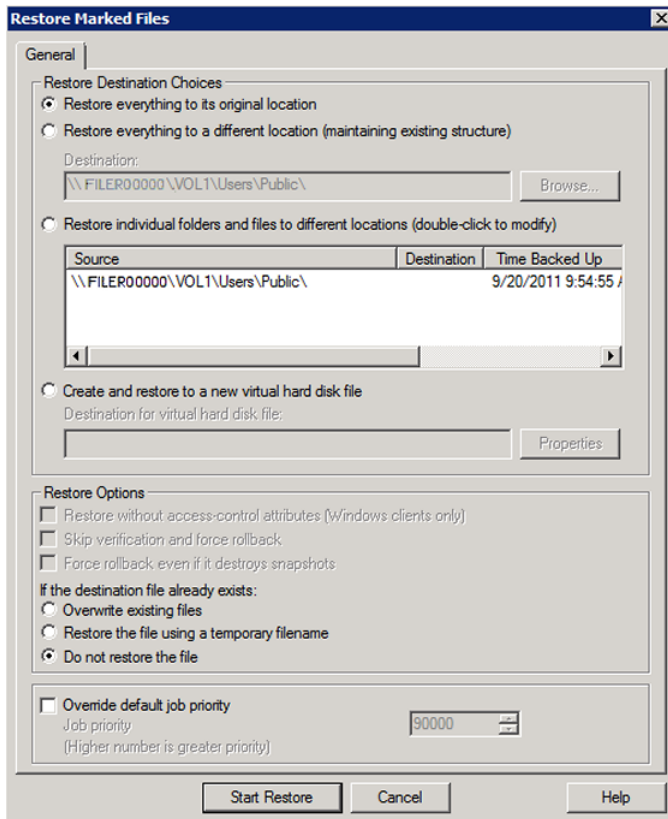 Restore Marked Files
General
Restore Destination Choices
Restore everything to its original location
Restore everything to a different location (maintaining existing structure)
Destination:
\\ FILER00000\VOL1\Users\Public\
Browse...
Restore individual folders and files to different locations (double-click to modify)
Source Destination Time Backed Up
\\ FILER00000\VOL1\Users\Public\ 9/20/2011 9:54:55 A
Create and restore to a new virtual hard disk file
Destination for virtual hard disk file:
Properties
Restore Options
Restore without access-control attributes (Windows clients only)
Skip verification and force rollback
Force rollback even if it destroys snapshots
If the destination file already exists:
Overwrite existing files
Restore the file using a temporary filename
Do not restore the file
Override default job priority
Job priority 90000
(Higher number is greater priority)
Start Restore Cancel Help